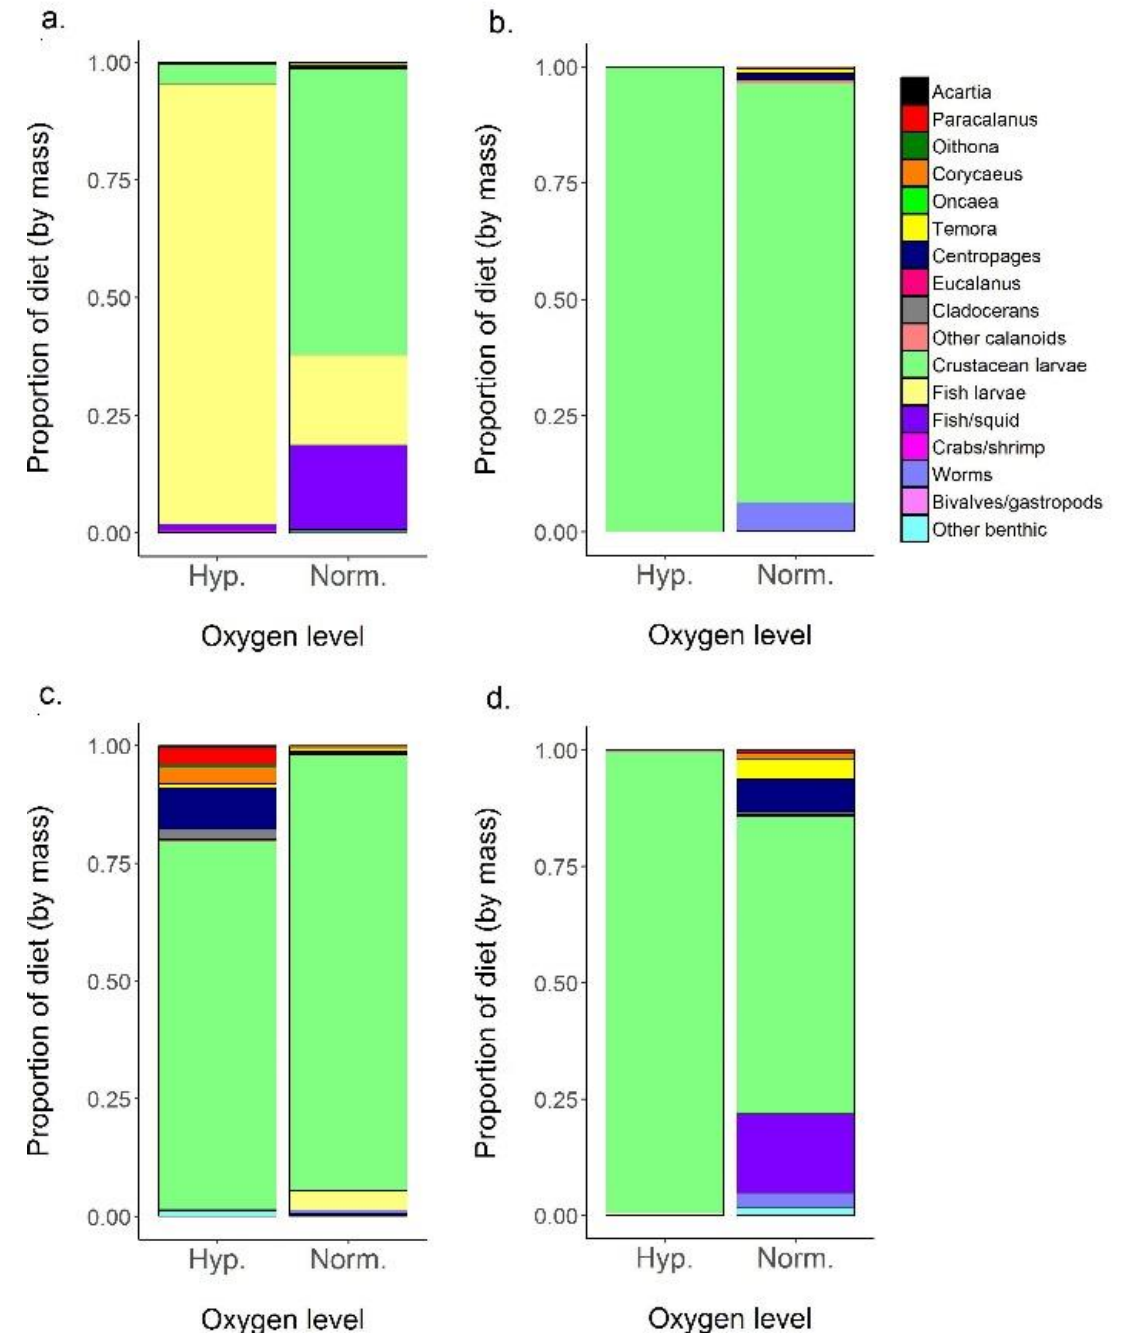 a.
1.00
0.75
0.50
0.25
0.00
Proportion of diet (by mass)
Hyp.
Norm.
Oxygen level
b.
1.00
0.75
0.50
0.25
0.00
Proportion of diet (by mass)
Hyp.
Norm.
Oxygen level
Acartia
Paracalanus
Oithona
Corycaeus
Oncaea
Temora
Centropages
Eucalanus
Cladocerans
Other calanoids
Crustacean larvae
Fish larvae
Fish/squid
Crabs/shrimp
Worms
Bivalves/gastropods
Other benthic
c.
1.00
0.75
0.50
0.25
0.00
Proportion of diet (by mass)
Hyp.
Norm.
Oxygen level
d.
1.00
0.75
0.50
0.25
0.00
Proportion of diet (by mass)
Hyp.
Norm.
Oxygen level